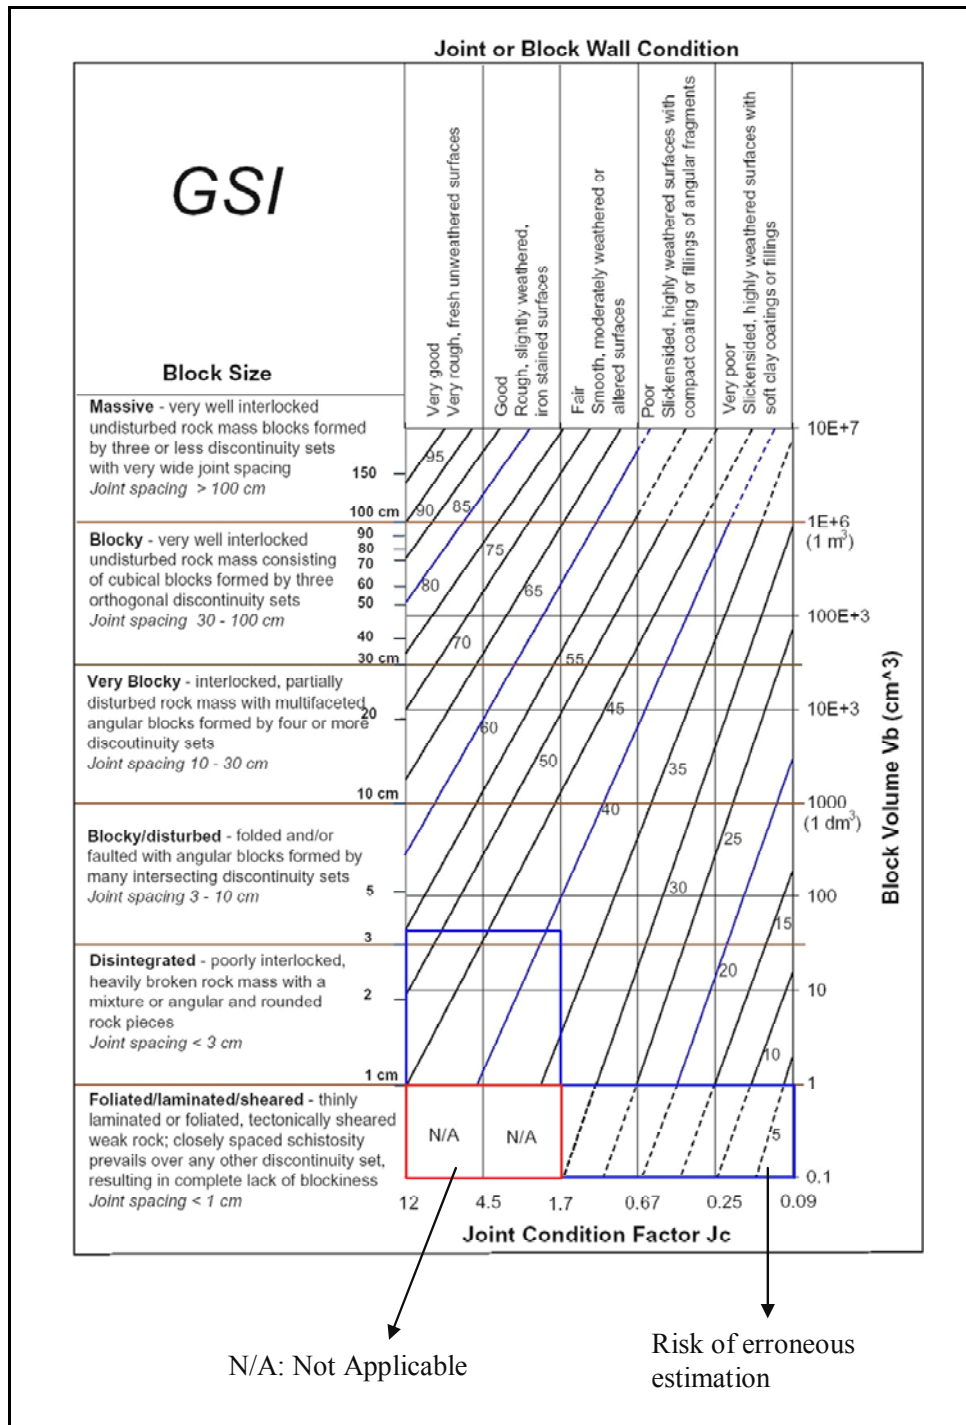 Joint or Block Wall Condition
GSI
Block Size
Very good
Very rough, fresh unweathered surfaces
Good
Rough, slightly weathered,
iron stained surfaces
Fair
Smooth, moderately weathered or
altered surfaces
Poor
Slickensided, highly weathered surfaces with
compact coating or fillings of angular fragments
Very poor
Slickensided, highly weathered surfaces with
soft clay coatings or fillings
Massive - very well interlocked
undisturbed rock mass blocks formed
by three or less discontinuity sets
with very wide joint spacing
Joint spacing > 100 cm
Blocky - very well interlocked
undisturbed rock mass consisting
of cubical blocks formed by three
orthogonal discontinuity sets
Joint spacing 30 - 100 cm
Very Blocky - interlocked, partially
disturbed rock mass with multifaceted
angular blocks formed by four or more
discoutinuity sets
Joint spacing 10 - 30 cm
Blocky/disturbed - folded and/or
faulted with angular blocks formed by
many intersecting discontinuity sets
Joint spacing 3 - 10 cm
Disintegrated - poorly interlocked,
heavily broken rock mass with a
mixture or angular and rounded
rock pieces
Joint spacing < 3 cm
Foliated/laminated/sheared - thinly
laminated or foliated, tectonically sheared
weak rock; closely spaced schistosity
prevails over any other discontinuity set,
resulting in complete lack of blockiness
Joint spacing < 1 cm
150
100 cm
90
80
70
60
50
40
30 cm
20
10 cm
5
3
2
1 cm
95
90
85
80
75
70
65
60
55
50
45
40
35
30
25
20
15
10
5
N/A
N/A
10E+7
1E+6
(1 m^3)
100E+3
10E+3
1000
(1 dm^3)
100
10
1
0.1
Block Volume Vb (cm^3)
12 4.5 1.7 0.67 0.25 0.09
Joint Condition Factor Jc
N/A: Not Applicable
Risk of erroneous
estimation